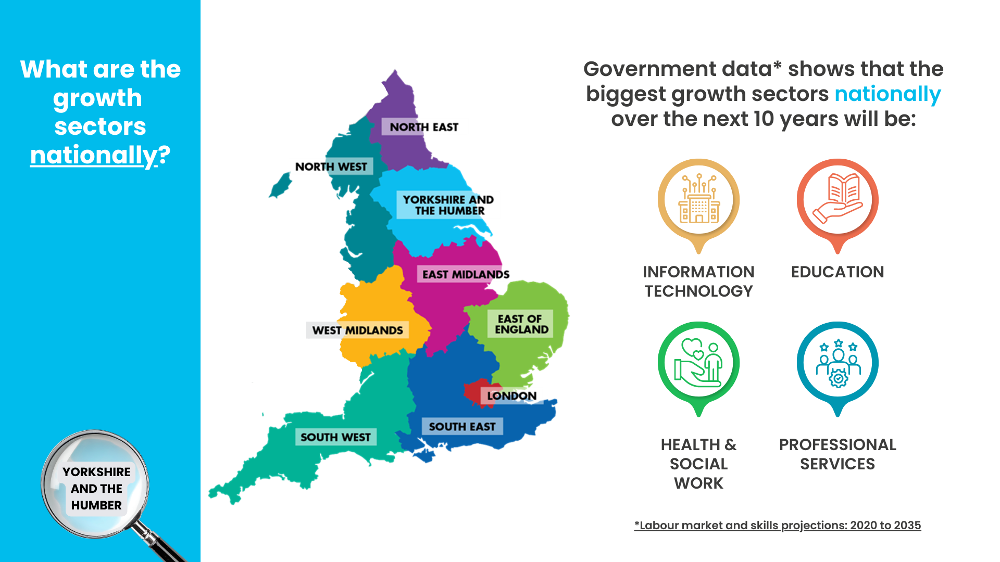 What are the
growth
sectors
nationally?
YORKSHIRE
AND THE
HUMBER
NORTH EAST
NORTH WEST
YORKSHIRE AND
THE HUMBER
EAST MIDLANDS
EAST OF
ENGLAND
WEST MIDLANDS
LONDON
SOUTH EAST
SOUTH WEST
Government data* shows that the
biggest growth sectors nationally
over the next 10 years will be:
INFORMATION
TECHNOLOGY
EDUCATION
HEALTH &
SOCIAL
WORK
PROFESSIONAL
SERVICES
*Labour market and skills projections: 2020 to 2035